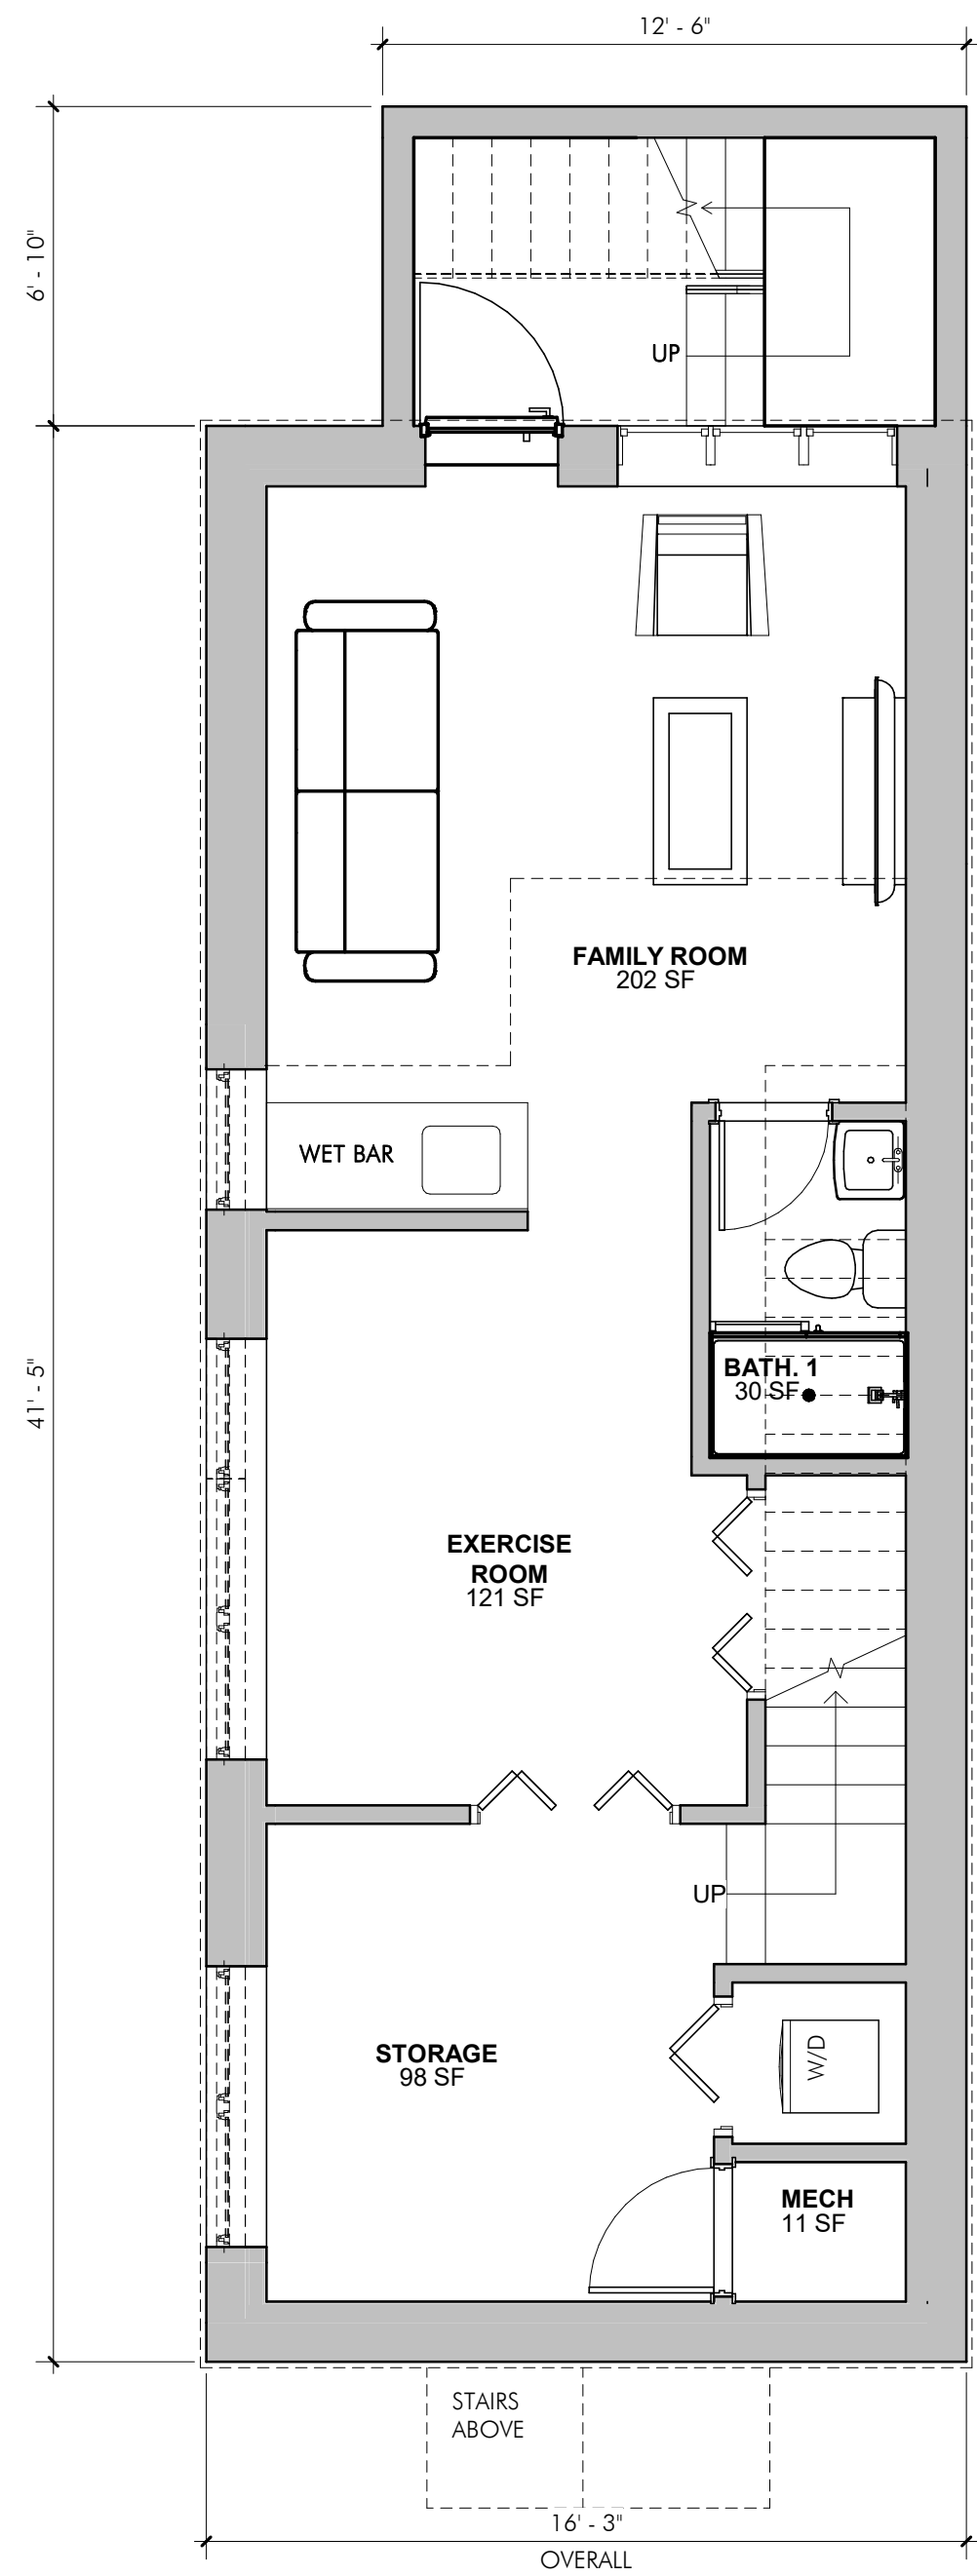 12' - 6"
6' - 10"
UP
FAMILY ROOM
202 SF
WET BAR
41' - 5"
BATH. 1
30 SF
EXERCISE
ROOM
121 SF
UP
STORAGE
98 SF
W/D
MECH
11 SF
STAIRS
ABOVE
16' - 3"
OVERALL